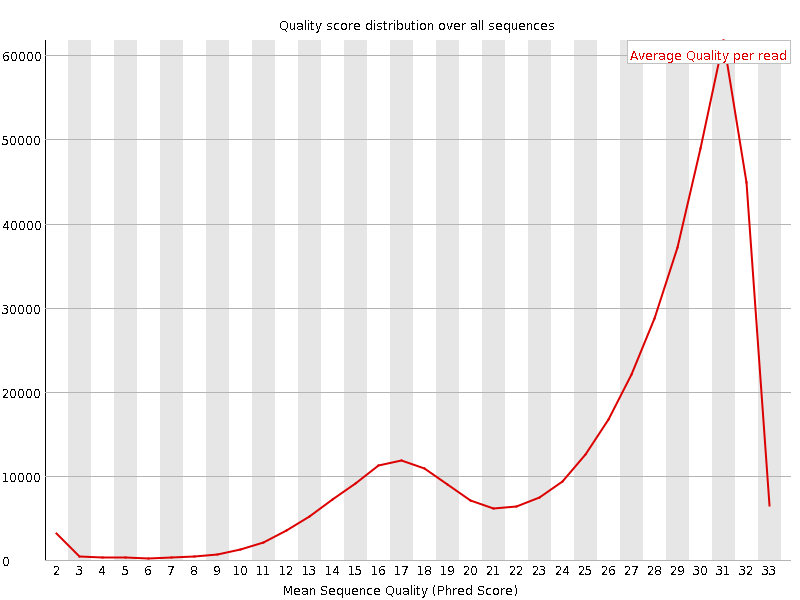 Quality score distribution over all sequences
Average Quality per read
60000
50000
40000
30000
20000
10000
0
2 3 4 5 6 7 8 9 10 11 12 13 14 15 16 17 18 19 20 21 22 23 24 25 26 27 28 29 30 31 32 33
Mean Sequence Quality (Phred Score)